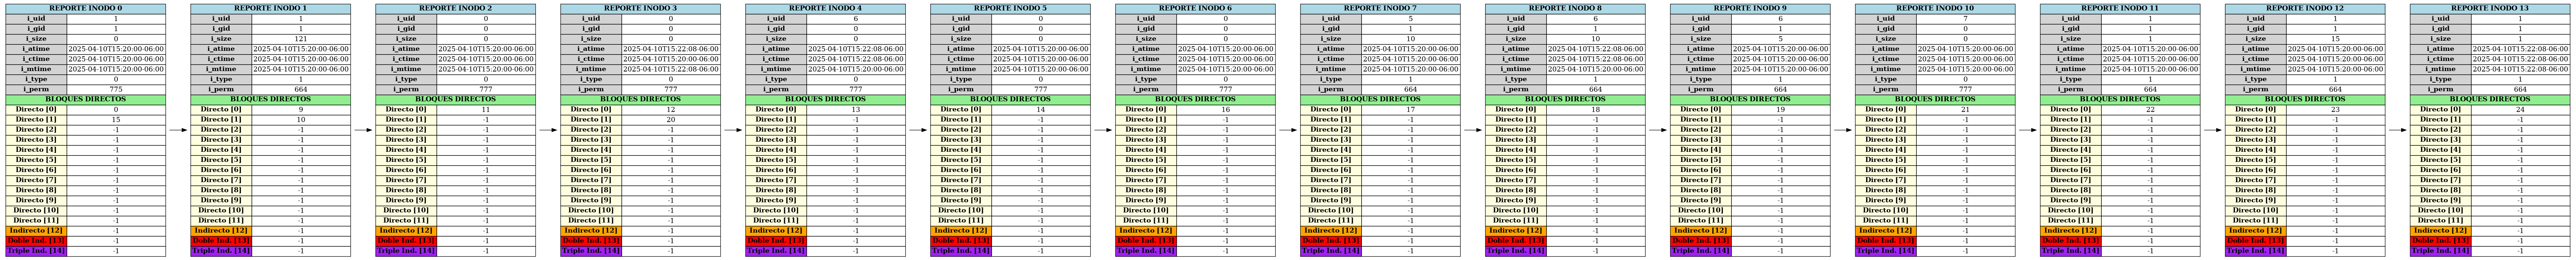 REPORTE INODO 0
i_uid 1
i_gid 1
i_size 0
i_atime 2025-04-10T15:20:00-06:00
i_ctime 2025-04-10T15:20:00-06:00
i_mtime 2025-04-10T15:20:00-06:00
i_type 0
i_perm 775
BLOQUES DIRECTOS
Directo [0] 0
Directo [1] 15
Directo [2] -1
Directo [3] -1
Directo [4] -1
Directo [5] -1
Directo [6] -1
Directo [7] -1
Directo [8] -1
Directo [9] -1
Directo [10] -1
Directo [11] -1
Indirecto [12] -1
Doble Ind. [13] -1
Triple Ind. [14] -1
REPORTE INODO 1
i_uid 1
i_gid 1
i_size 121
i_atime 2025-04-10T15:20:00-06:00
i_ctime 2025-04-10T15:20:00-06:00
i_mtime 2025-04-10T15:20:00-06:00
i_type 1
i_perm 664
BLOQUES DIRECTOS
Directo [0] 9
Directo [1] 10
Directo [2] -1
Directo [3] -1
Directo [4] -1
Directo [5] -1
Directo [6] -1
Directo [7] -1
Directo [8] -1
Directo [9] -1
Directo [10] -1
Directo [11] -1
Indirecto [12] -1
Doble Ind. [13] -1
Triple Ind. [14] -1
REPORTE INODO 2
i_uid 0
i_gid 0
i_size 0
i_atime 2025-04-10T15:20:00-06:00
i_ctime 2025-04-10T15:20:00-06:00
i_mtime 2025-04-10T15:20:00-06:00
i_type 0
i_perm 777
BLOQUES DIRECTOS
Directo [0] 11
Directo [1] -1
Directo [2] -1
Directo [3] -1
Directo [4] -1
Directo [5] -1
Directo [6] -1
Directo [7] -1
Directo [8] -1
Directo [9] -1
Directo [10] -1
Directo [11] -1
Indirecto [12] -1
Doble Ind. [13] -1
Triple Ind. [14] -1
REPORTE INODO 3
i_uid 0
i_gid 0
i_size 0
i_atime 2025-04-10T15:22:08-06:00
i_ctime 2025-04-10T15:20:00-06:00
i_mtime 2025-04-10T15:22:08-06:00
i_type 0
i_perm 777
BLOQUES DIRECTOS
Directo [0] 12
Directo [1] 20
Directo [2] -1
Directo [3] -1
Directo [4] -1
Directo [5] -1
Directo [6] -1
Directo [7] -1
Directo [8] -1
Directo [9] -1
Directo [10] -1
Directo [11] -1
Indirecto [12] -1
Doble Ind. [13] -1
Triple Ind. [14] -1
REPORTE INODO 4
i_uid 6
i_gid 0
i_size 0
i_atime 2025-04-10T15:22:08-06:00
i_ctime 2025-04-10T15:22:08-06:00
i_mtime 2025-04-10T15:20:00-06:00
i_type 0
i_perm 777
BLOQUES DIRECTOS
Directo [0] 13
Directo [1] -1
Directo [2] -1
Directo [3] -1
Directo [4] -1
Directo [5] -1
Directo [6] -1
Directo [7] -1
Directo [8] -1
Directo [9] -1
Directo [10] -1
Directo [11] -1
Indirecto [12] -1
Doble Ind. [13] -1
Triple Ind. [14] -1
REPORTE INODO 5
i_uid 0
i_gid 0
i_size 0
i_atime 2025-04-10T15:20:00-06:00
i_ctime 2025-04-10T15:20:00-06:00
i_mtime 2025-04-10T15:20:00-06:00
i_type 0
i_perm 777
BLOQUES DIRECTOS
Directo [0] 14
Directo [1] -1
Directo [2] -1
Directo [3] -1
Directo [4] -1
Directo [5] -1
Directo [6] -1
Directo [7] -1
Directo [8] -1
Directo [9] -1
Directo [10] -1
Directo [11] -1
Indirecto [12] -1
Doble Ind. [13] -1
Triple Ind. [14] -1
REPORTE INODO 6
i_uid 0
i_gid 0
i_size 0
i_atime 2025-04-10T15:20:00-06:00
i_ctime 2025-04-10T15:20:00-06:00
i_mtime 2025-04-10T15:20:00-06:00
i_type 0
i_perm 777
BLOQUES DIRECTOS
Directo [0] 16
Directo [1] -1
Directo [2] -1
Directo [3] -1
Directo [4] -1
Directo [5] -1
Directo [6] -1
Directo [7] -1
Directo [8] -1
Directo [9] -1
Directo [10] -1
Directo [11] -1
Indirecto [12] -1
Doble Ind. [13] -1
Triple Ind. [14] -1
REPORTE INODO 7
i_uid 5
i_gid 1
i_size 10
i_atime 2025-04-10T15:20:00-06:00
i_ctime 2025-04-10T15:20:00-06:00
i_mtime 2025-04-10T15:20:00-06:00
i_type 1
i_perm 664
BLOQUES DIRECTOS
Directo [0] 17
Directo [1] -1
Directo [2] -1
Directo [3] -1
Directo [4] -1
Directo [5] -1
Directo [6] -1
Directo [7] -1
Directo [8] -1
Directo [9] -1
Directo [10] -1
Directo [11] -1
Indirecto [12] -1
Doble Ind. [13] -1
Triple Ind. [14] -1
REPORTE INODO 8
i_uid 6
i_gid 1
i_size 10
i_atime 2025-04-10T15:22:08-06:00
i_ctime 2025-04-10T15:22:08-06:00
i_mtime 2025-04-10T15:20:00-06:00
i_type 1
i_perm 664
BLOQUES DIRECTOS
Directo [0] 18
Directo [1] -1
Directo [2] -1
Directo [3] -1
Directo [4] -1
Directo [5] -1
Directo [6] -1
Directo [7] -1
Directo [8] -1
Directo [9] -1
Directo [10] -1
Directo [11] -1
Indirecto [12] -1
Doble Ind. [13] -1
Triple Ind. [14] -1
REPORTE INODO 9
i_uid 6
i_gid 1
i_size 5
i_atime 2025-04-10T15:20:00-06:00
i_ctime 2025-04-10T15:20:00-06:00
i_mtime 2025-04-10T15:20:00-06:00
i_type 1
i_perm 664
BLOQUES DIRECTOS
Directo [0] 19
Directo [1] -1
Directo [2] -1
Directo [3] -1
Directo [4] -1
Directo [5] -1
Directo [6] -1
Directo [7] -1
Directo [8] -1
Directo [9] -1
Directo [10] -1
Directo [11] -1
Indirecto [12] -1
Doble Ind. [13] -1
Triple Ind. [14] -1
REPORTE INODO 10
i_uid 7
i_gid 0
i_size 0
i_atime 2025-04-10T15:20:00-06:00
i_ctime 2025-04-10T15:20:00-06:00
i_mtime 2025-04-10T15:20:00-06:00
i_type 0
i_perm 777
BLOQUES DIRECTOS
Directo [0] 21
Directo [1] -1
Directo [2] -1
Directo [3] -1
Directo [4] -1
Directo [5] -1
Directo [6] -1
Directo [7] -1
Directo [8] -1
Directo [9] -1
Directo [10] -1
Directo [11] -1
Indirecto [12] -1
Doble Ind. [13] -1
Triple Ind. [14] -1
REPORTE INODO 11
i_uid 1
i_gid 1
i_size 1
i_atime 2025-04-10T15:20:00-06:00
i_ctime 2025-04-10T15:20:00-06:00
i_mtime 2025-04-10T15:20:00-06:00
i_type 1
i_perm 664
BLOQUES DIRECTOS
Directo [0] 22
Directo [1] -1
Directo [2] -1
Directo [3] -1
Directo [4] -1
Directo [5] -1
Directo [6] -1
Directo [7] -1
Directo [8] -1
Directo [9] -1
Directo [10] -1
Directo [11] -1
Indirecto [12] -1
Doble Ind. [13] -1
Triple Ind. [14] -1
REPORTE INODO 12
i_uid 1
i_gid 1
i_size 15
i_atime 2025-04-10T15:20:00-06:00
i_ctime 2025-04-10T15:20:00-06:00
i_mtime 2025-04-10T15:20:00-06:00
i_type 1
i_perm 664
BLOQUES DIRECTOS
Directo [0] 23
Directo [1] -1
Directo [2] -1
Directo [3] -1
Directo [4] -1
Directo [5] -1
Directo [6] -1
Directo [7] -1
Directo [8] -1
Directo [9] -1
Directo [10] -1
Directo [11] -1
Indirecto [12] -1
Doble Ind. [13] -1
Triple Ind. [14] -1
REPORTE INODO 13
i_uid 1
i_gid 1
i_size 1
i_atime 2025-04-10T15:22:08-06:00
i_ctime 2025-04-10T15:22:08-06:00
i_mtime 2025-04-10T15:22:08-06:00
i_type 1
i_perm 664
BLOQUES DIRECTOS
Directo [0] 24
Directo [1] -1
Directo [2] -1
Directo [3] -1
Directo [4] -1
Directo [5] -1
Directo [6] -1
Directo [7] -1
Directo [8] -1
Directo [9] -1
Directo [10] -1
Directo [11] -1
Indirecto [12] -1
Doble Ind. [13] -1
Triple Ind. [14] -1